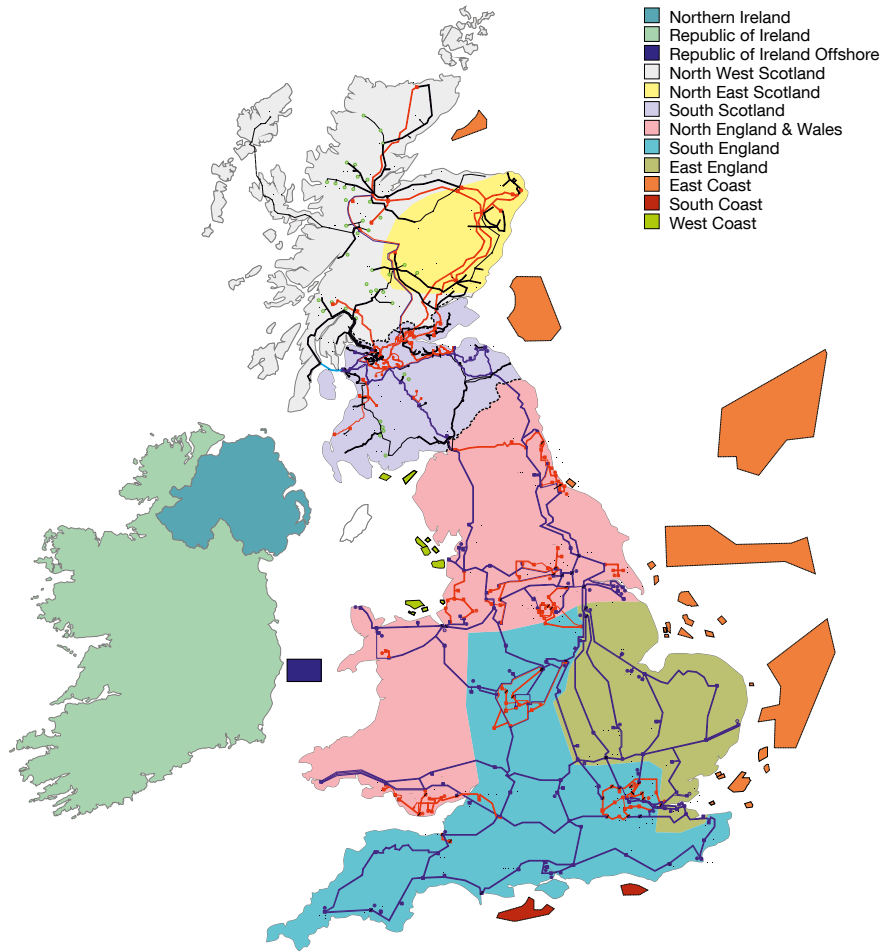 Northern Ireland
Republic of Ireland
Republic of Ireland Offshore
North West Scotland
North East Scotland
South Scotland
North England & Wales
South England
East England
East Coast
South Coast
West Coast